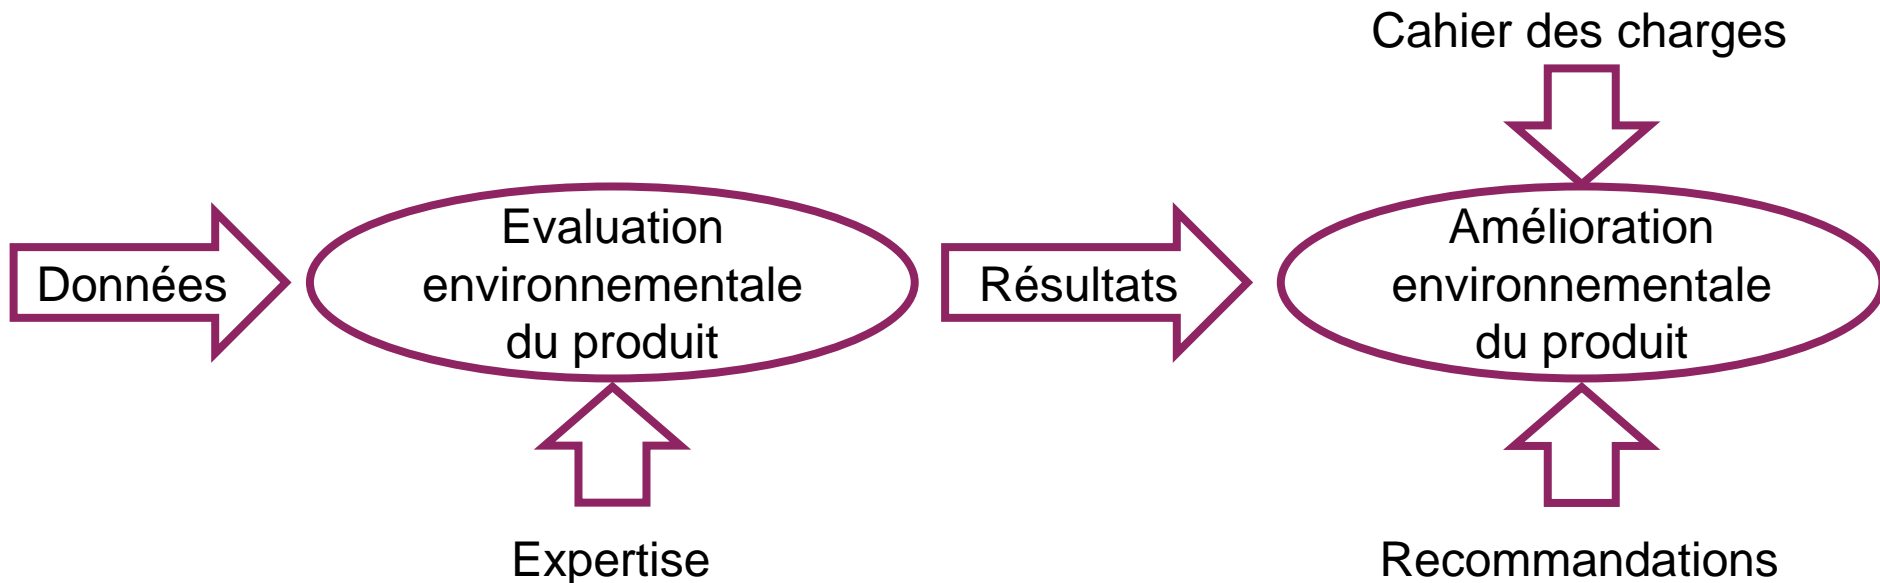 Cahier des charges
Données
Evaluation
environnementale
du produit
Résultats
Amélioration
environnementale
du produit
Expertise
Recommandations